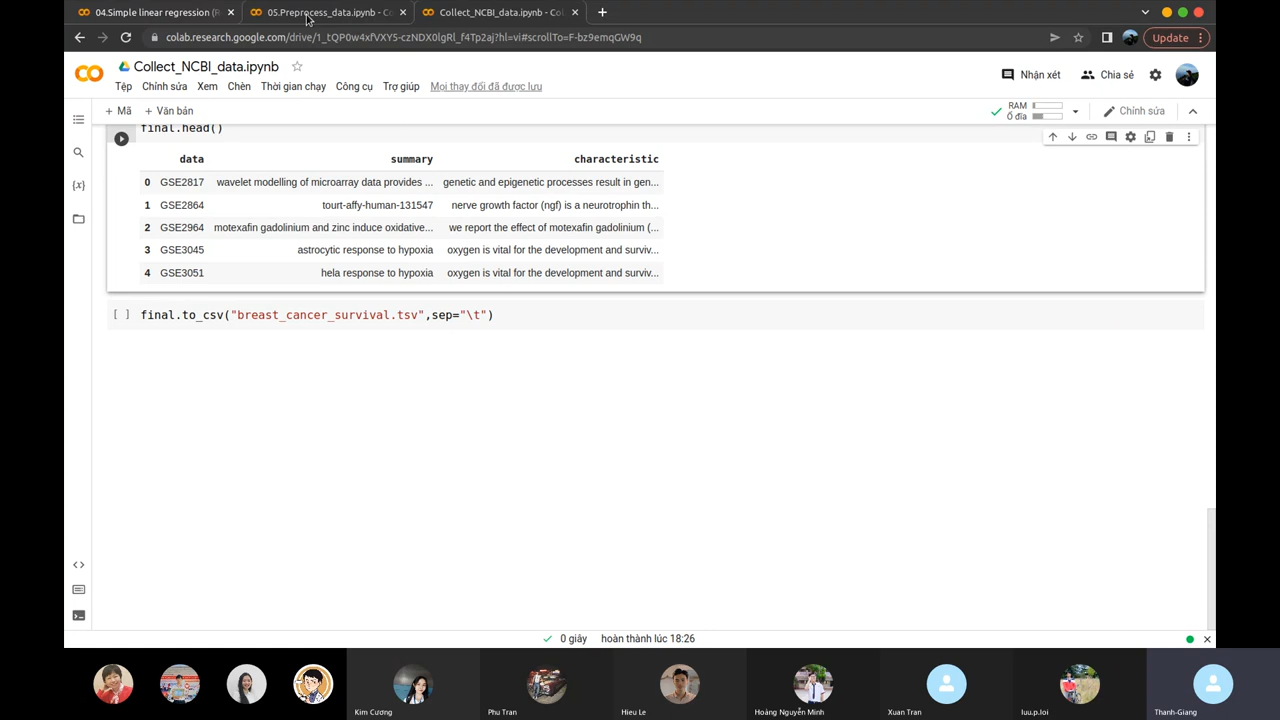 04.Simple linear regression (R
05.Preprocess_data.ipynb - Co
Collect_NCBI_data.ipynb - Col
colab.research.google.com/drive/1_tQP0w4xfVXY5-czNDX0lgRl_f4Tp2aj?hl=vi#scrollTo=F-bz9emqGW9q
Update
Collect_NCBI_data.ipynb
Nhận xét
Chia sẻ
Tệp Chỉnh sửa Xem Chèn Thời gian chạy Công cụ Trợ giúp Mọi thay đổi đã được lưu
+ Mã + Văn bản
RAM
Ổ đĩa
Chỉnh sửa
final.head()
data summary characteristic
0 GSE2817 wavelet modelling of microarray data provides ... genetic and epigenetic processes result in gen...
1 GSE2864 tourt-affy-human-131547 nerve growth factor (ngf) is a neurotrophin th...
2 GSE2964 motexafin gadolinium and zinc induce oxidative... we report the effect of motexafin gadolinium (...
3 GSE3045 astrocytic response to hypoxia oxygen is vital for the development and surviv...
4 GSE3051 hela response to hypoxia oxygen is vital for the development and surviv...
[ ] final.to_csv("breast_cancer_survival.tsv",sep="\t")
0 giây hoàn thành lúc 18:26
Kim Cương
Phu Tran
Hieu Le
Hoàng Nguyễn Minh
Xuan Tran
luu.p.loi
Thanh-Giang